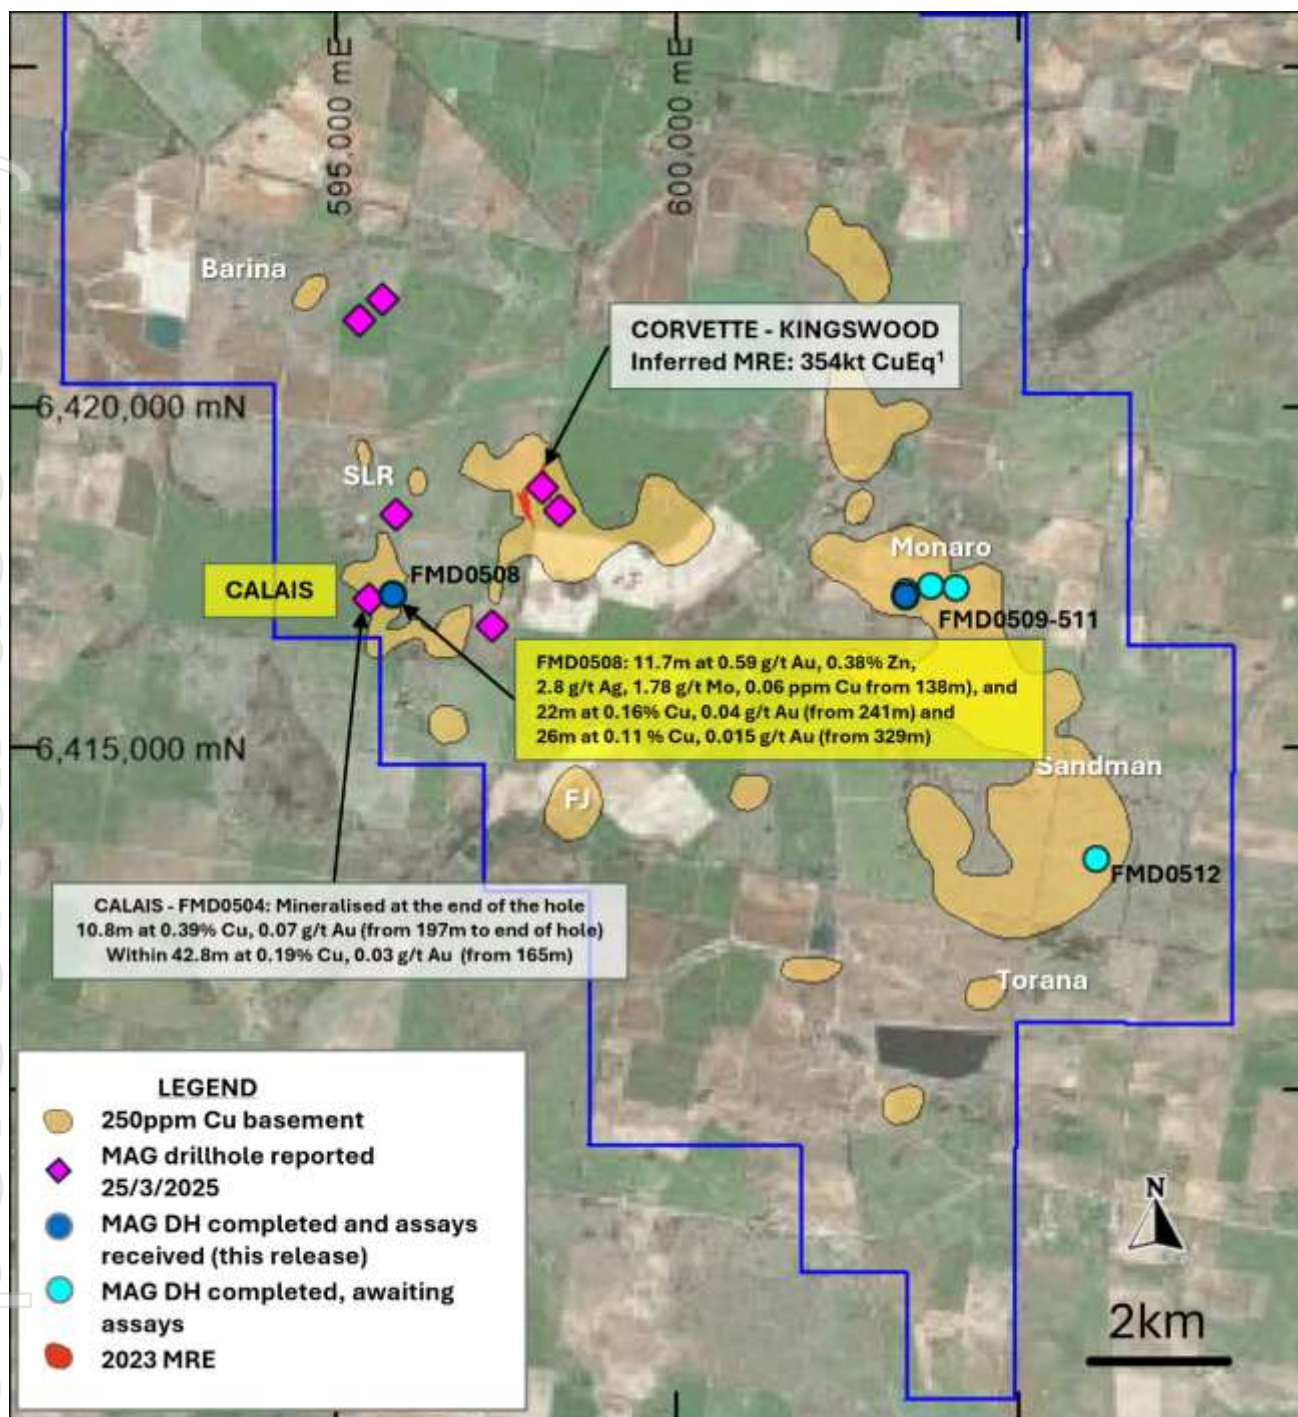 595,000 mE
600,000 mE
Barina
CORVETTE - KINGSWOOD
Inferred MRE: 354kt CuEq¹
6,420,000 mN
SLR
Monaro
CALAIS
FMD0508
FMD0509-511
FMD0508: 11.7m at 0.59 g/t Au, 0.38% Zn,
2.8 g/t Ag, 1.78 g/t Mo, 0.06 ppm Cu from 138m), and
22m at 0.16% Cu, 0.04 g/t Au (from 241m) and
26m at 0.11 % Cu, 0.015 g/t Au (from 329m)
6,415,000 mN
Sandman
FJ
FMD0512
CALAIS - FMD0504: Mineralised at the end of the hole
10.8m at 0.39% Cu, 0.07 g/t Au (from 197m to end of hole)
Within 42.8m at 0.19% Cu, 0.03 g/t Au (from 165m)
Torana
LEGEND
250ppm Cu basement
MAG drillhole reported
25/3/2025
MAG DH completed and assays
received (this release)
MAG DH completed, awaiting
assays
2023 MRE
N
2km